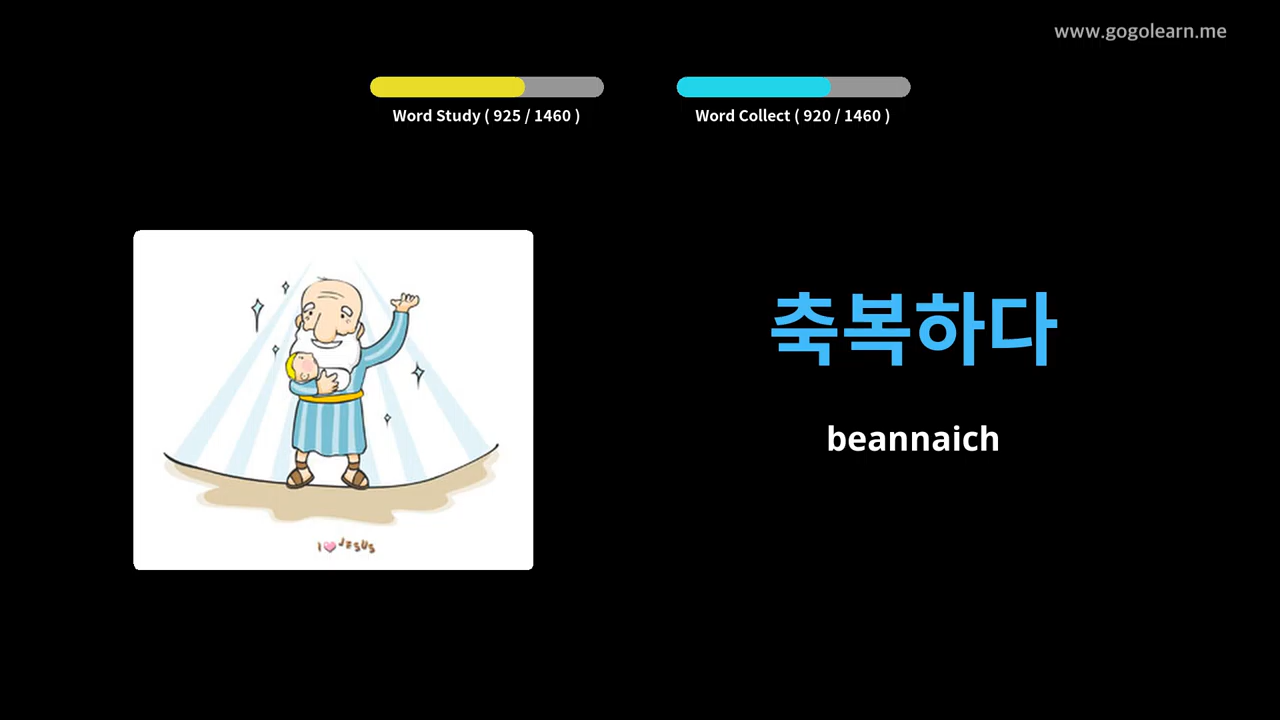 www.gogolearn.me
Word Study ( 925 / 1460 )
Word Collect ( 920 / 1460 )
축복하다
beannaich
I JESUS